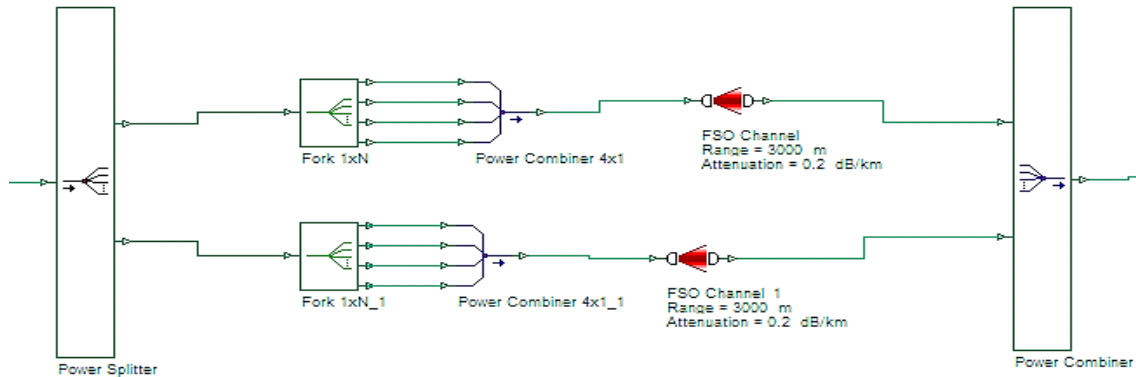 Fork 1xN
Power Combiner 4x1
FSO Channel
Range = 3000 m
Attenuation = 0.2 dB/km
Fork 1xN_1
Power Combiner 4x1_1
FSO Channel 1
Range = 3000 m
Attenuation = 0.2 dB/km
Power Splitter
Power Combiner